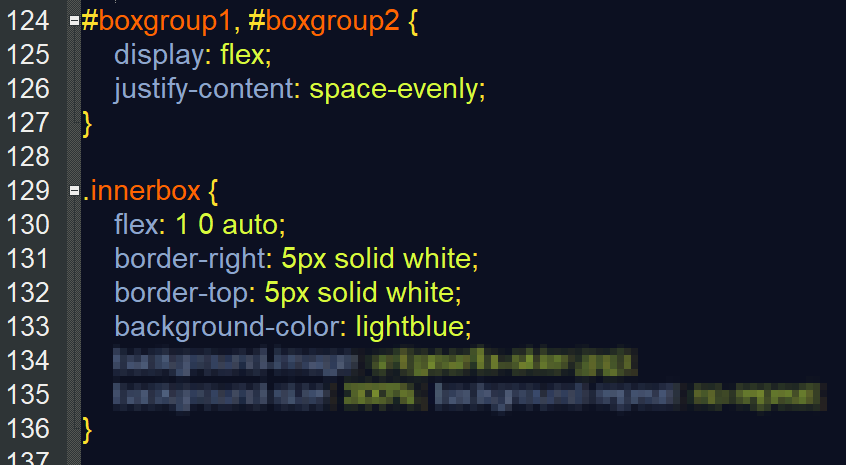 124 #boxgroup1, #boxgroup2 {
125 display: flex;
126 justify-content: space-evenly;
127 }
128
129 .innerbox {
130 flex: 1 0 auto;
131 border-right: 5px solid white;
132 border-top: 5px solid white;
133 background-color: lightblue;
134
135
136 }
137